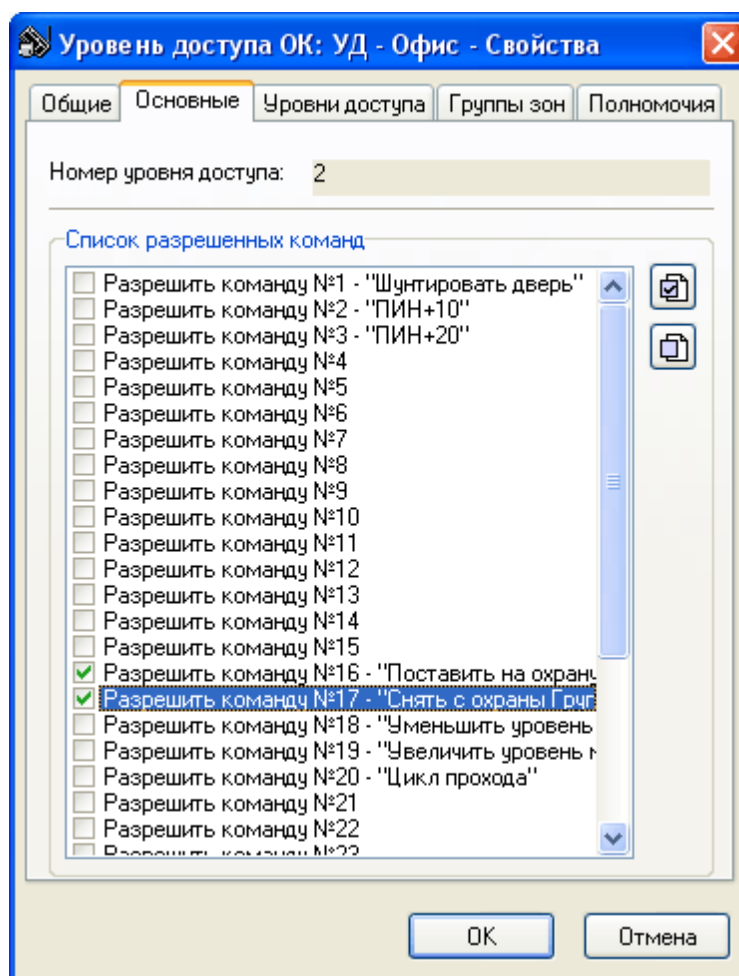 Уровень доступа ОК: УД - Офис - Свойства
Общие Основные Уровни доступа Группы зон Полномочия
Номер уровня доступа: 2
Список разрешенных команд
Разрешить команду №1 - "Шунтировать дверь"
Разрешить команду №2 - "ПИН+10"
Разрешить команду №3 - "ПИН+20"
Разрешить команду №4
Разрешить команду №5
Разрешить команду №6
Разрешить команду №7
Разрешить команду №8
Разрешить команду №9
Разрешить команду №10
Разрешить команду №11
Разрешить команду №12
Разрешить команду №13
Разрешить команду №14
Разрешить команду №15
Разрешить команду №16 - "Поставить на охрану
Разрешить команду №17 - "Снять с охраны Груп
Разрешить команду №18 - "Уменьшить уровень
Разрешить команду №19 - "Увеличить уровень
Разрешить команду №20 - "Цикл прохода"
Разрешить команду №21
Разрешить команду №22
Разрешить команду №23
ОК Отмена